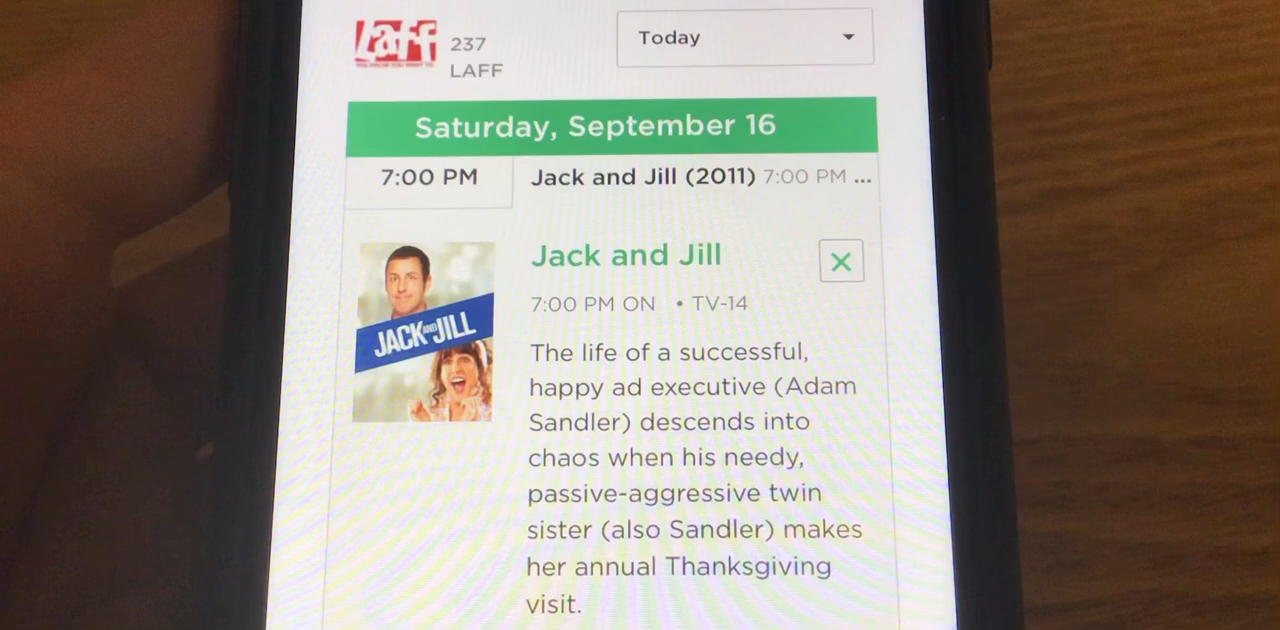 Laff
237
LAFF
Today
Saturday, September 16
7:00 PM
Jack and Jill (2011) 7:00 PM ...
Jack and Jill
7:00 PM ON • TV-14
JACK AND JILL
The life of a successful,
happy ad executive (Adam
Sandler) descends into
chaos when his needy,
passive-aggressive twin
sister (also Sandler) makes
her annual Thanksgiving
visit.